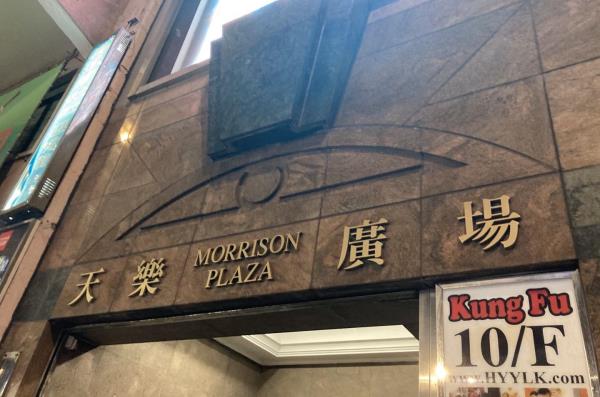 天樂 MORRISON PLAZA 廣場
Kung Fu
10/F
www.HYYLK.com